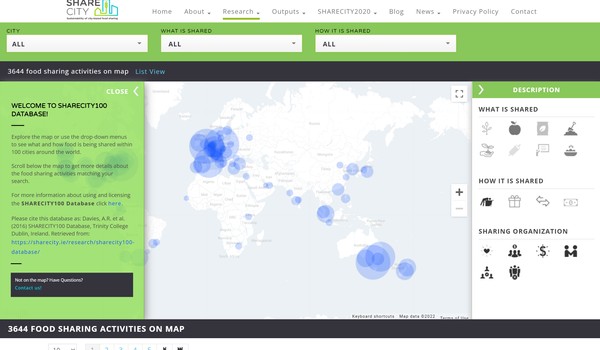 SHARE
CITY
Home About Research Outputs SHARECITY2020 Blog News Privacy Policy Contact
CITY WHAT IS SHARED HOW IT IS SHARED
ALL ALL ALL
3644 food sharing activities on map List View
CLOSE
WELCOME TO SHARECITY100
DATABASE!
Explore the map or use the drop-down menus
to see what and how food is being shared within
100 cities around the world.
Scroll below the map to get more details about
the food sharing activities matching your
search.
For more information about using and licensing
the SHARECITY100 Database click here.
Please cite this database as: Davies, A.R. et al.
(2016) SHARECITY100 Database, Trinity College
Dublin, Ireland. Retrieved from:
https://sharecity.ie/research/sharecity100-
database/
Not on the map? Have Questions?
Contact us!
DESCRIPTION
WHAT IS SHARED
HOW IT IS SHARED
SHARING ORGANIZATION
Keyboard shortcuts Map data ©2022 Terms of Use
3644 FOOD SHARING ACTIVITIES ON MAP
10 1 2 3 4 5